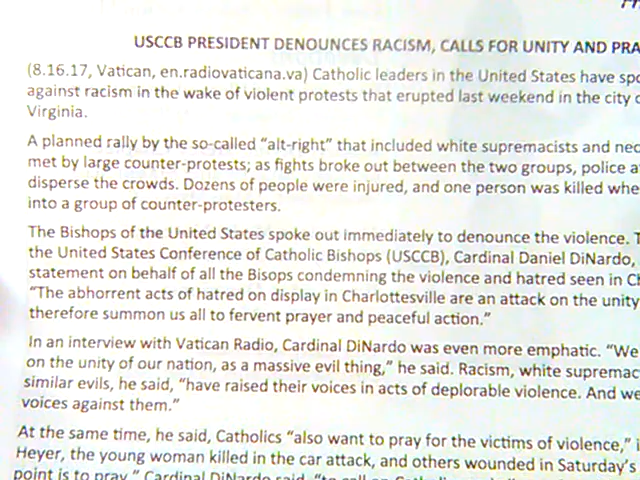 USCCB PRESIDENT DENOUNCES RACISM, CALLS FOR UNITY AND PRA
(8.16.17, Vatican, en.radiovaticana.va) Catholic leaders in the United States have spo
against racism in the wake of violent protests that erupted last weekend in the city o
Virginia.
A planned rally by the so-called “alt-right” that included white supremacists and neo
met by large counter-protests; as fights broke out between the two groups, police a
disperse the crowds. Dozens of people were injured, and one person was killed whe
into a group of counter-protesters.
The Bishops of the United States spoke out immediately to denounce the violence. T
the United States Conference of Catholic Bishops (USCCB), Cardinal Daniel DiNardo,
statement on behalf of all the Bisops condemning the violence and hatred seen in Ch
“The abhorrent acts of hatred on display in Charlottesville are an attack on the unity
therefore summon us all to fervent prayer and peaceful action.”
In an interview with Vatican Radio, Cardinal DiNardo was even more emphatic. “We
on the unity of our nation, as a massive evil thing,” he said. Racism, white supremac
similar evils, he said, “have raised their voices in acts of deplorable violence. And we
voices against them.”
At the same time, he said, Catholics “also want to pray for the victims of violence,” i
Heyer, the young woman killed in the car attack, and others wounded in Saturday’s
point is to pray,” Cardinal DiNardo said, “to call on